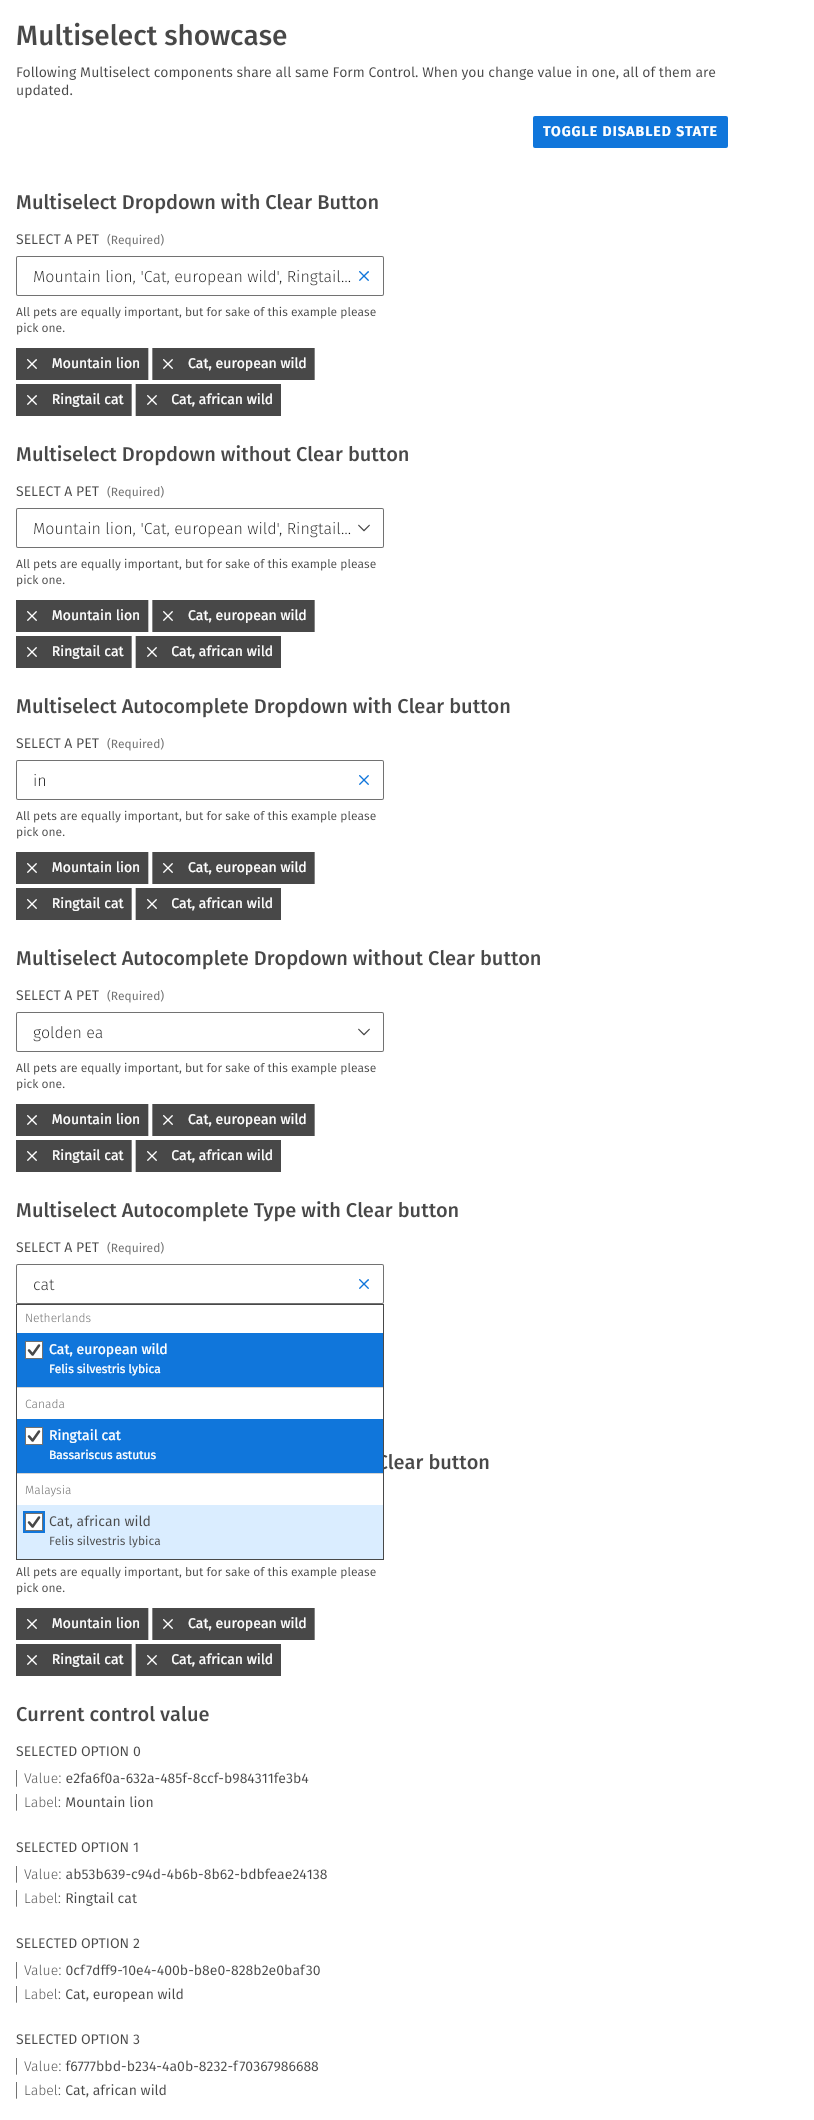 Multiselect showcase
Following Multiselect components share all same Form Control. When you change value in one, all of them are
updated.
TOGGLE DISABLED STATE
Multiselect Dropdown with Clear Button
SELECT A PET (Required)
Mountain lion, 'Cat, european wild', Ringtail...
All pets are equally important, but for sake of this example please
pick one.
Mountain lion
Cat, european wild
Ringtail cat
Cat, african wild
Multiselect Dropdown without Clear button
SELECT A PET (Required)
Mountain lion, 'Cat, european wild', Ringtail...
All pets are equally important, but for sake of this example please
pick one.
Mountain lion
Cat, european wild
Ringtail cat
Cat, african wild
Multiselect Autocomplete Dropdown with Clear button
SELECT A PET (Required)
in
All pets are equally important, but for sake of this example please
pick one.
Mountain lion
Cat, european wild
Ringtail cat
Cat, african wild
Multiselect Autocomplete Dropdown without Clear button
SELECT A PET (Required)
golden ea
All pets are equally important, but for sake of this example please
pick one.
Mountain lion
Cat, european wild
Ringtail cat
Cat, african wild
Multiselect Autocomplete Type with Clear button
SELECT A PET (Required)
cat
Netherlands
Cat, european wild
Felis silvestris lybica
Canada
Ringtail cat
Bassariscus astutus
Clear button
Malaysia
Cat, african wild
Felis silvestris lybica
All pets are equally important, but for sake of this example please
pick one.
Mountain lion
Cat, european wild
Ringtail cat
Cat, african wild
Current control value
SELECTED OPTION 0
Value: e2fa6f0a-632a-485f-8ccf-b984311fe3b4
Label: Mountain lion
SELECTED OPTION 1
Value: ab53b639-c94d-4b6b-8b62-bdbfeae24138
Label: Ringtail cat
SELECTED OPTION 2
Value: 0cf7dff9-10e4-400b-b8e0-828b2e0baf30
Label: Cat, european wild
SELECTED OPTION 3
Value: f6777bbd-b234-4a0b-8232-f70367986688
Label: Cat, african wild